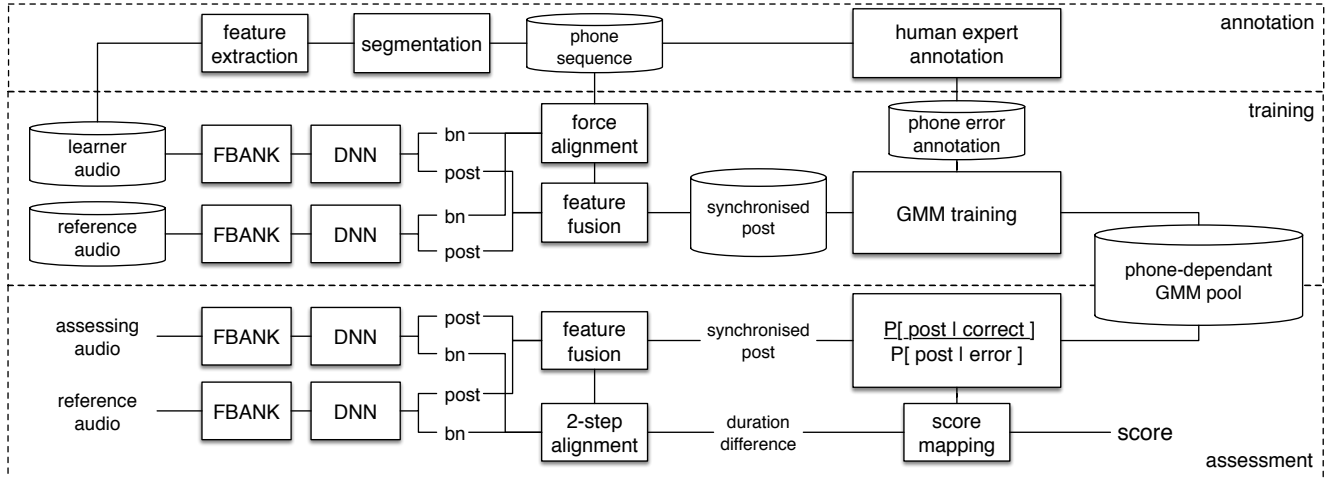 annotation
feature
extraction
segmentation
phone
sequence
human expert
annotation
training
learner
audio
FBANK
DNN
bn
post
force
alignment
phone error
annotation
reference
audio
FBANK
DNN
bn
post
feature
fusion
synchronised
post
GMM training
phone-dependant
GMM pool
assessing
audio
FBANK
DNN
post
bn
feature
fusion
synchronised
post
P[ post | correct ]
P[ post | error ]
reference
audio
FBANK
DNN
post
bn
2-step
alignment
duration
difference
score
mapping
score
assessment